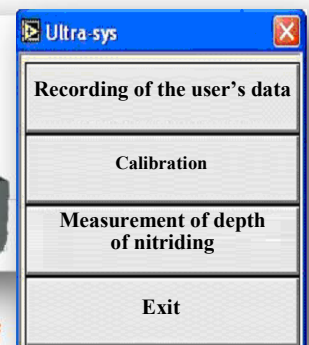 Ultra-sys
Recording of the user's data
Calibration
Measurement of depth
of nitriding
Exit